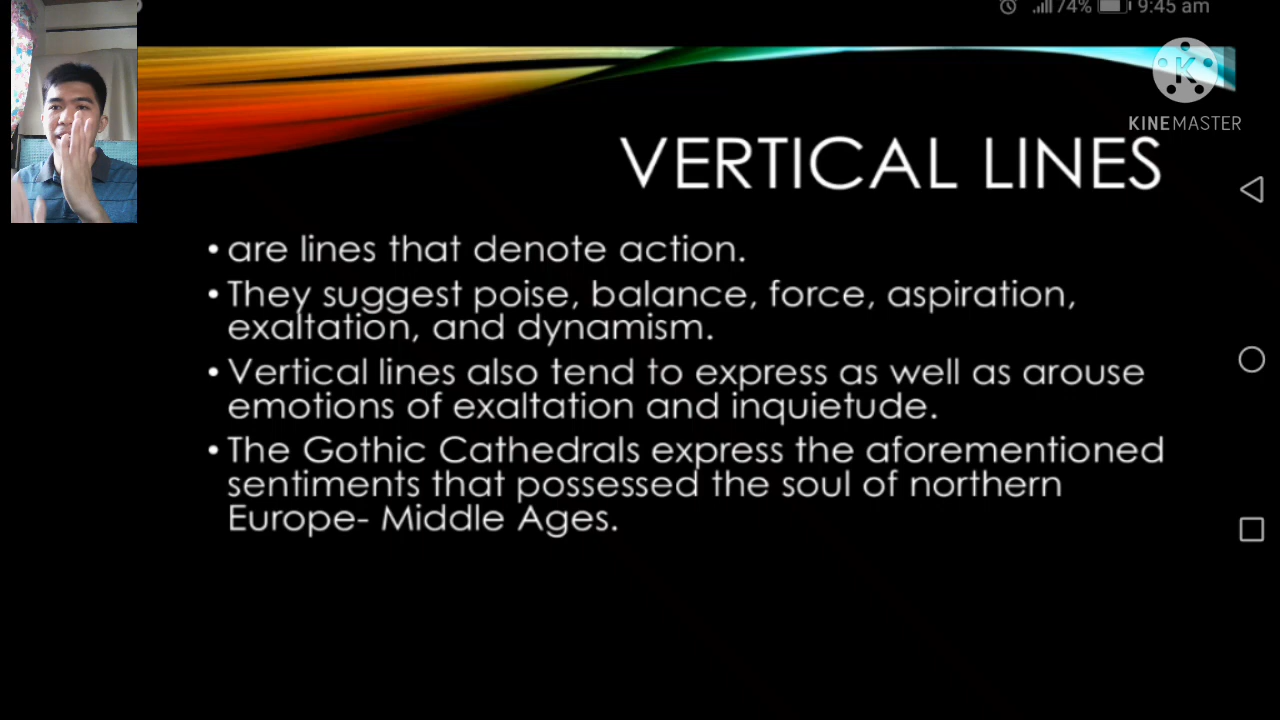 74% 9:45 am
K
KINEMASTER
VERTICAL LINES
• are lines that denote action.
• They suggest poise, balance, force, aspiration,
exaltation, and dynamism.
• Vertical lines also tend to express as well as arouse
emotions of exaltation and inquietude.
• The Gothic Cathedrals express the aforementioned
sentiments that possessed the soul of northern
Europe- Middle Ages.